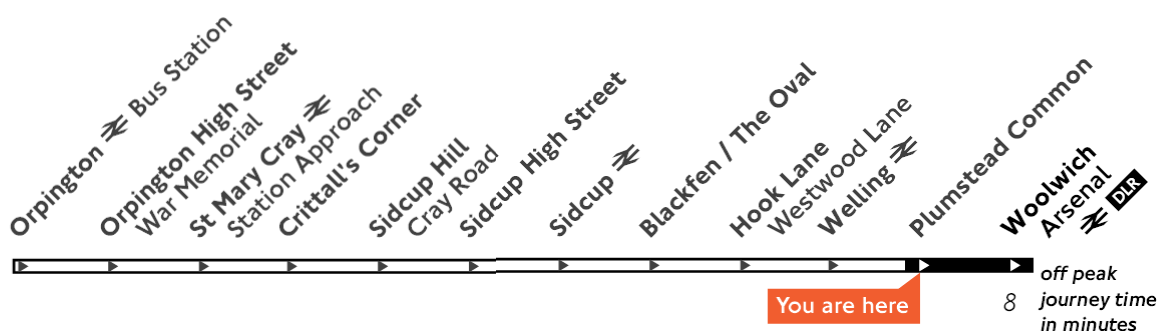 Orpington Bus Station
Orpington High Street
War Memorial
St Mary Cray
Station Approach
Crittall's Corner
Sidcup Hill
Cray Road
Sidcup High Street
Sidcup
Blackfen / The Oval
Hook Lane
Westwood Lane
Welling
Plumstead Common
Woolwich
Arsenal
DLR
You are here
8
off peak
journey time
in minutes